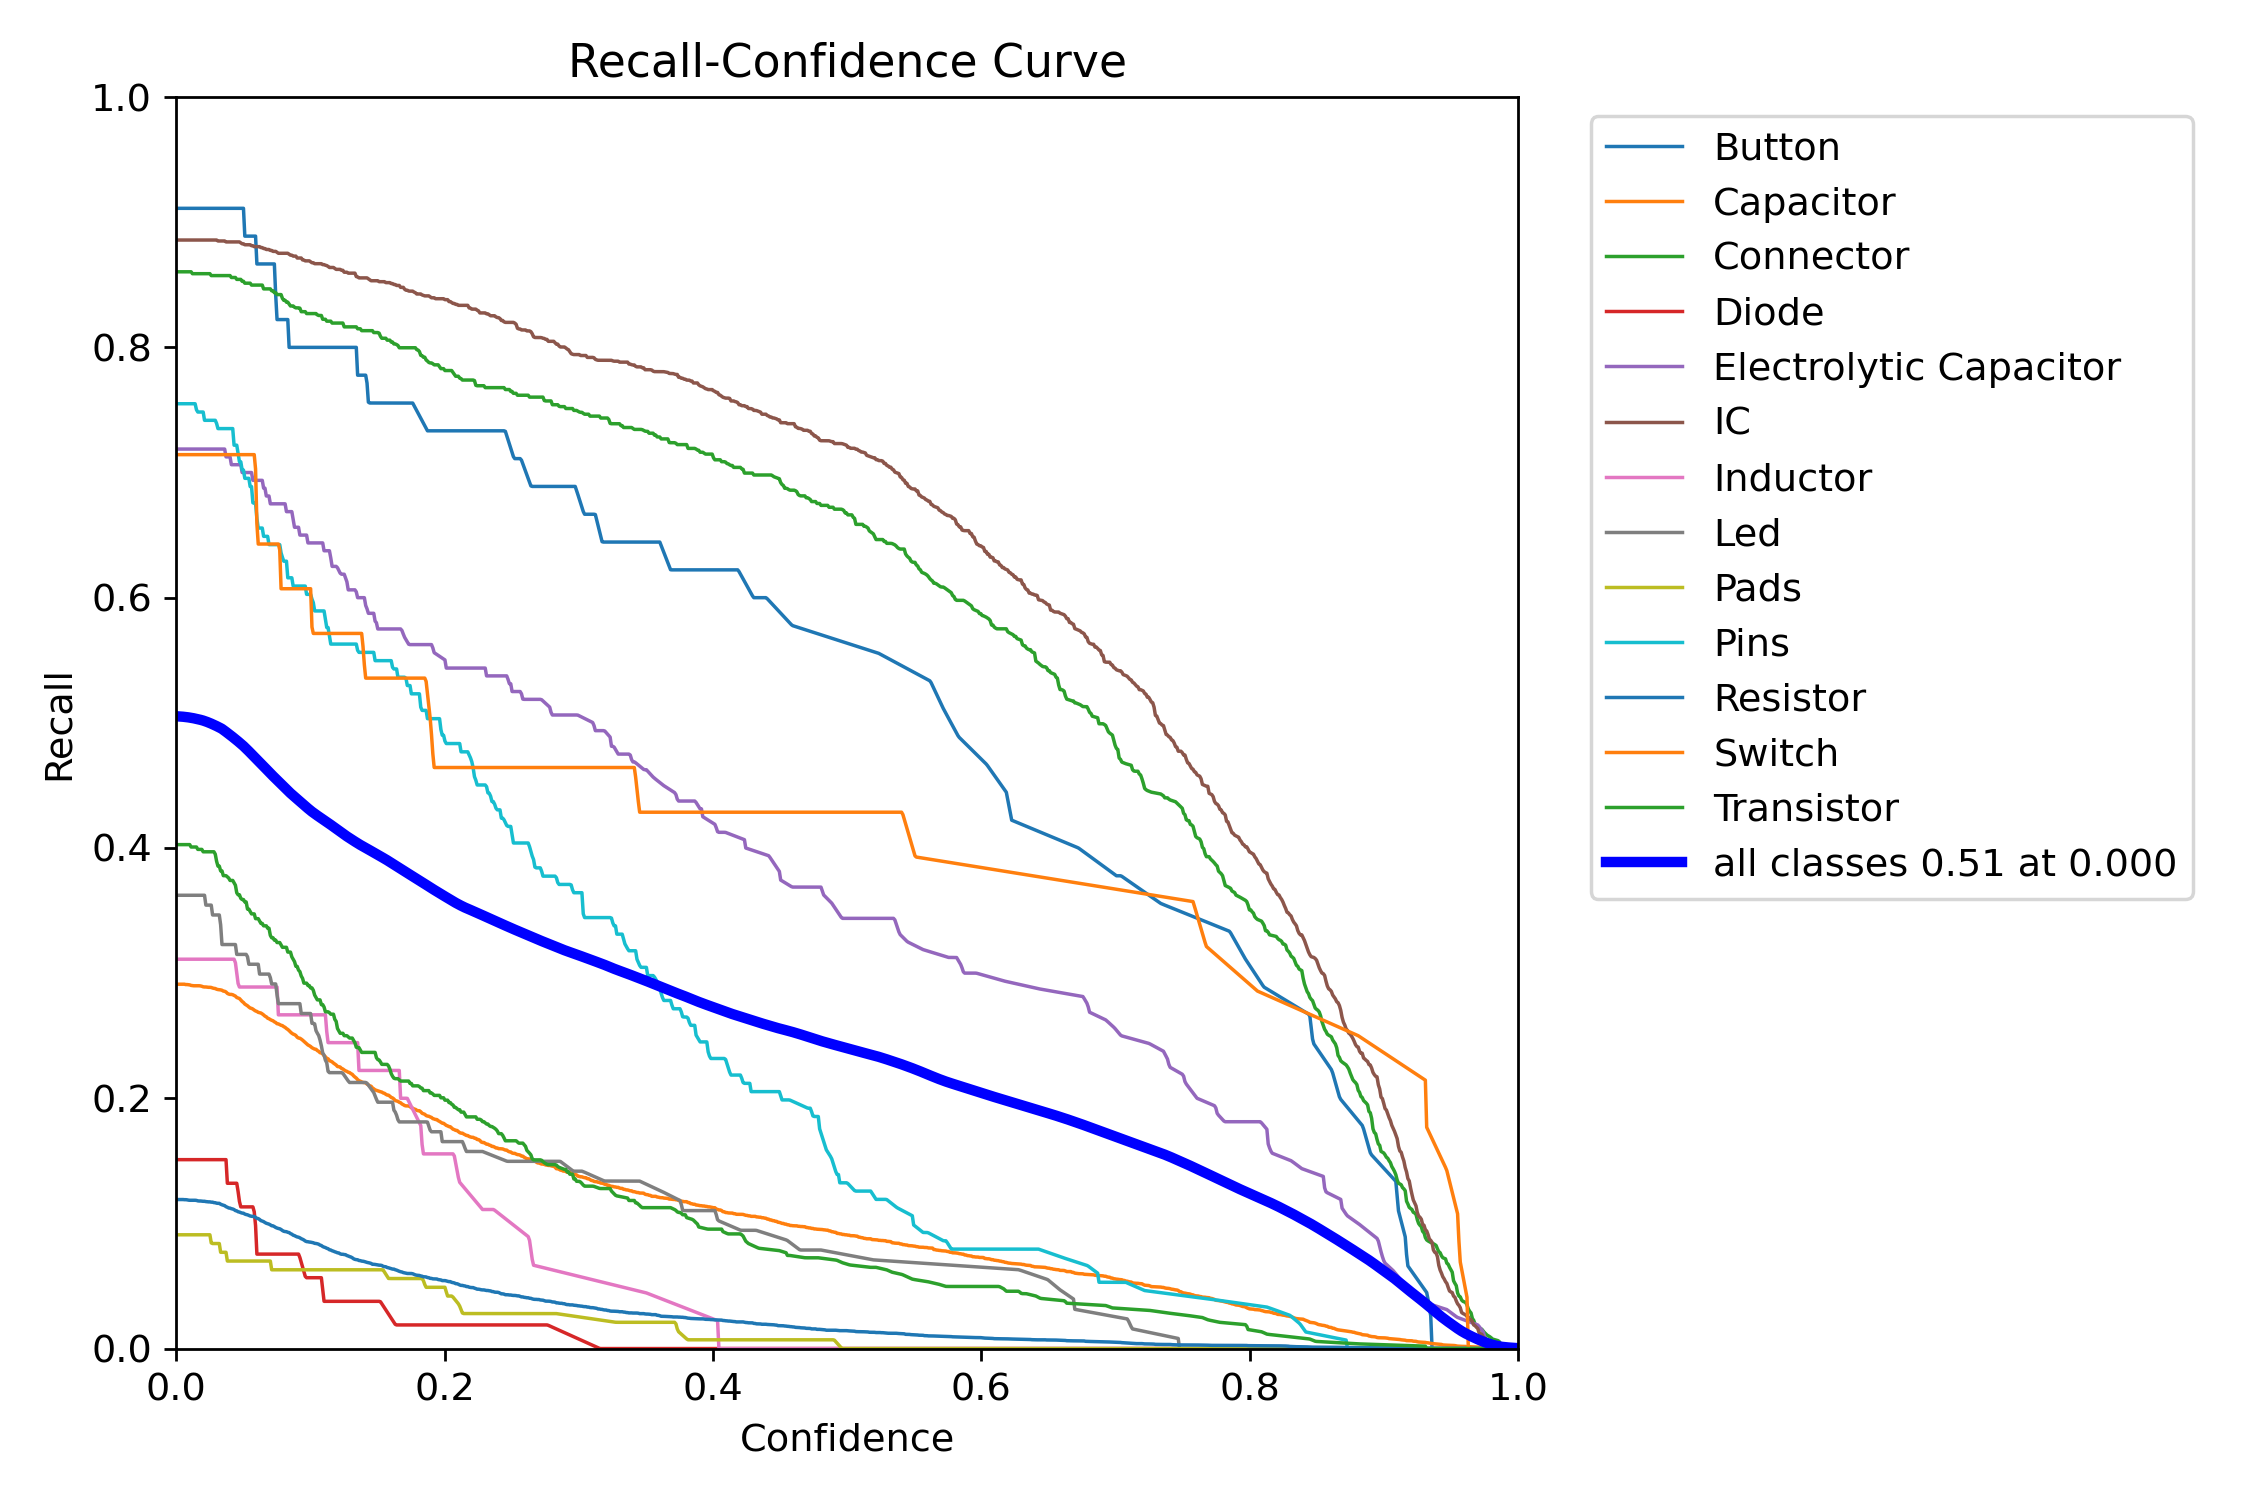 Recall-Confidence Curve
1.0
0.8
0.6
0.4
0.2
0.0
Recall
0.0 0.2 0.4 0.6 0.8 1.0
Confidence
Button
Capacitor
Connector
Diode
Electrolytic Capacitor
IC
Inductor
Led
Pads
Pins
Resistor
Switch
Transistor
all classes 0.51 at 0.000